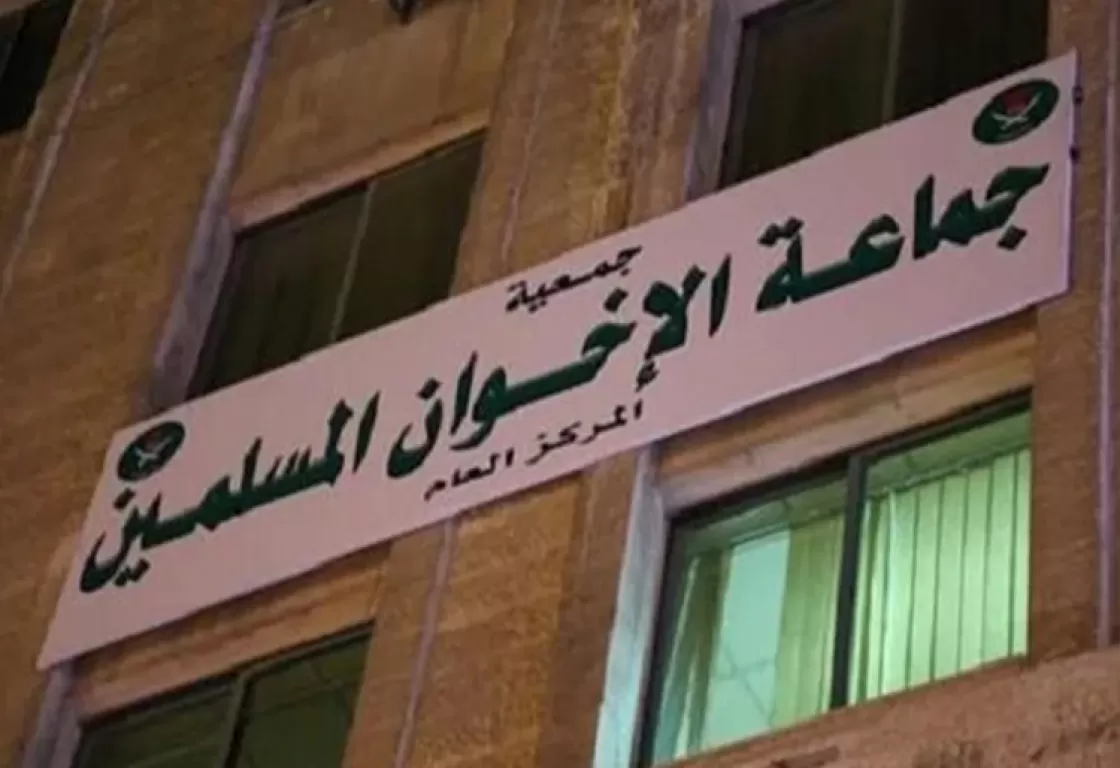 جمعية
جماعة الإخوان المسلمين
المركز العام